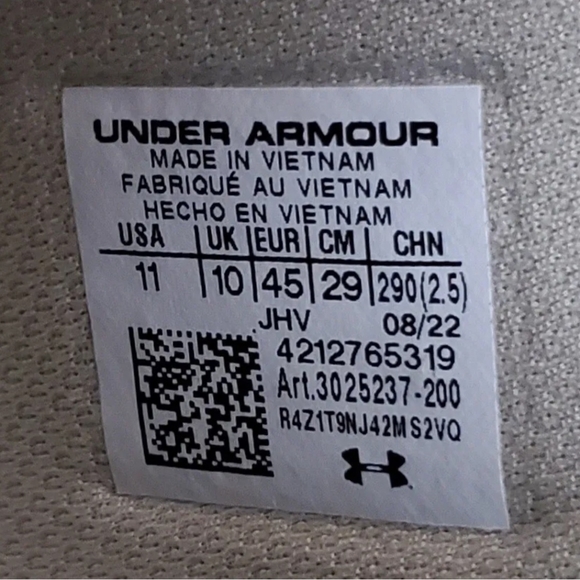 UNDER ARMOUR
MADE IN VIETNAM
FABRIQUÉ AU VIETNAM
HECHO EN VIETNAM
USA | UK | EUR | CM | CHN
11 | 10 | 45 | 29 | 290(2.5)
JHV 08/22
4212765319
Art.3025237-200
R4Z1T9NJ42MS2VQ